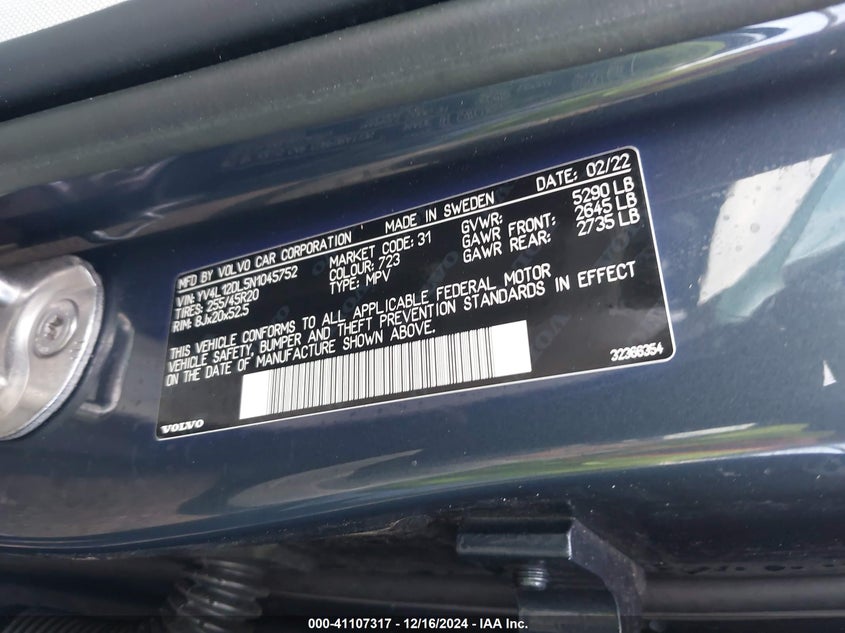 MFD BY VOLVO CAR CORPORATION MADE IN SWEDEN DATE: 02/22
VIN: YV4L12DL5N1045752 MARKET CODE: 31 GVWR: 5290 LB
TIRES: 255/45R20 COLOUR: 723 GAWR FRONT: 2645 LB
RIM: 8Jx20x52.5 TYPE: MPV GAWR REAR: 2735 LB
THIS VEHICLE CONFORMS TO ALL APPLICABLE FEDERAL MOTOR
VEHICLE SAFETY, BUMPER AND THEFT PREVENTION STANDARDS IN EFFECT
ON THE DATE OF MANUFACTURE SHOWN ABOVE.
32388354
VOLVO
000-41107317 - 12/16/2024 - IAA Inc.